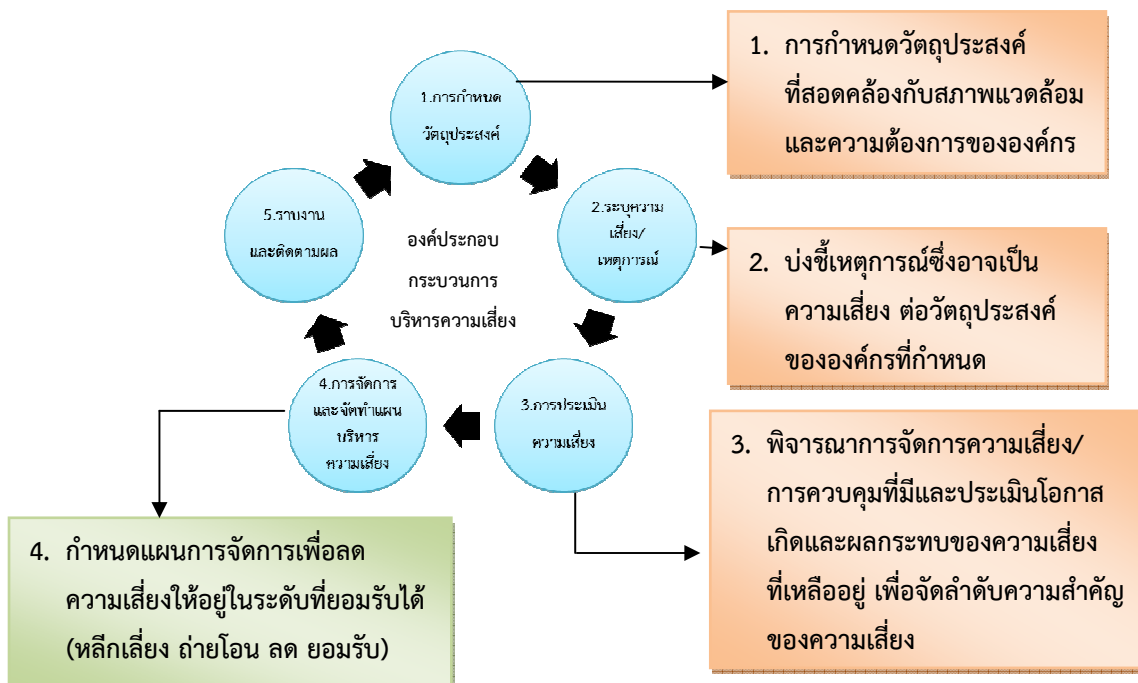 1.การกำหนด
วัตถุประสงค์
2.ระบุความ
เสี่ยง/
เหตุการณ์
3.การประเมิน
ความเสี่ยง
4.การจัดการ
และจัดทำแผน
บริหาร
ความเสี่ยง
5.รายงาน
และติดตามผล
องค์ประกอบ
กระบวนการ
บริหารความเสี่ยง
1. การกำหนดวัตถุประสงค์
ที่สอดคล้องกับสภาพแวดล้อม
และความต้องการขององค์กร
2. บ่งชี้เหตุการณ์ซึ่งอาจเป็น
ความเสี่ยง ต่อวัตถุประสงค์
ขององค์กรที่กำหนด
3. พิจารณาการจัดการความเสี่ยง/
การควบคุมที่มีและประเมินโอกาส
เกิดและผลกระทบของความเสี่ยง
ที่เหลืออยู่ เพื่อจัดลำดับความสำคัญ
ของความเสี่ยง
4. กำหนดแผนการจัดการเพื่อลด
ความเสี่ยงให้อยู่ในระดับที่ยอมรับได้
(หลีกเลี่ยง ถ่ายโอน ลด ยอมรับ)